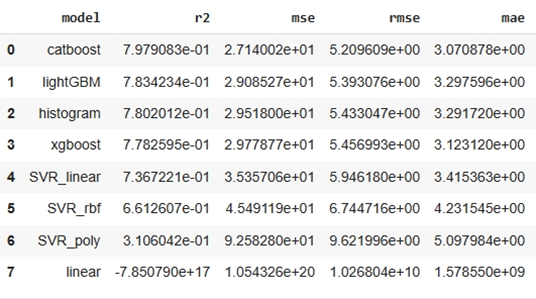 model r2 mse rmse mae
0 catboost 7.979083e-01 2.714002e+01 5.209609e+00 3.070878e+00
1 lightGBM 7.834234e-01 2.908527e+01 5.393076e+00 3.297596e+00
2 histogram 7.802012e-01 2.951800e+01 5.433047e+00 3.291720e+00
3 xgboost 7.782595e-01 2.977877e+01 5.456993e+00 3.123120e+00
4 SVR_linear 7.367221e-01 3.535706e+01 5.946180e+00 3.415363e+00
5 SVR_rbf 6.612607e-01 4.549119e+01 6.744716e+00 4.231545e+00
6 SVR_poly 3.106042e-01 9.258280e+01 9.621996e+00 5.097984e+00
7 linear -7.850790e+17 1.054326e+20 1.026804e+10 1.578550e+09